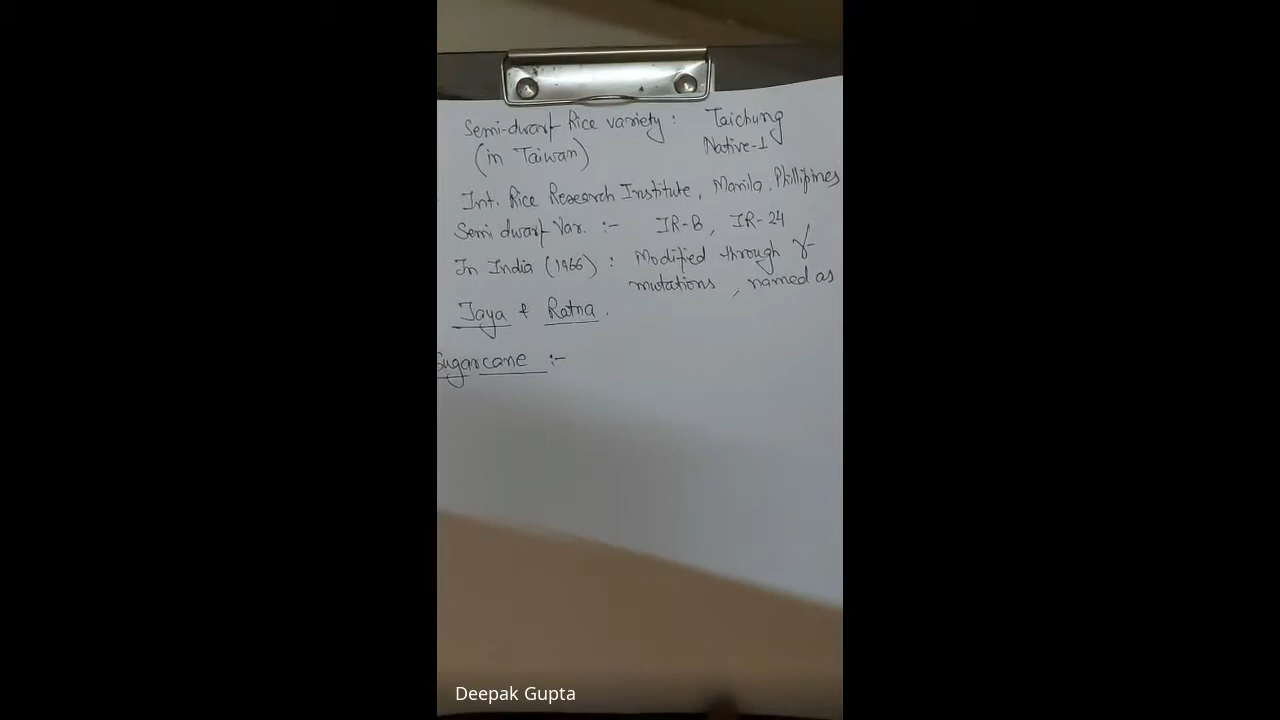 Semi-dwarf Rice variety : Taichung
(in Taiwan) Native-1
Int. Rice Research Institute, Manila. Phillipines
Semi dwarf Var. :- IR-8, IR-24
In India (1966) : Modified through γ-
mutations, named as
Jaya & Ratna.
Sugarcane :-
Deepak Gupta